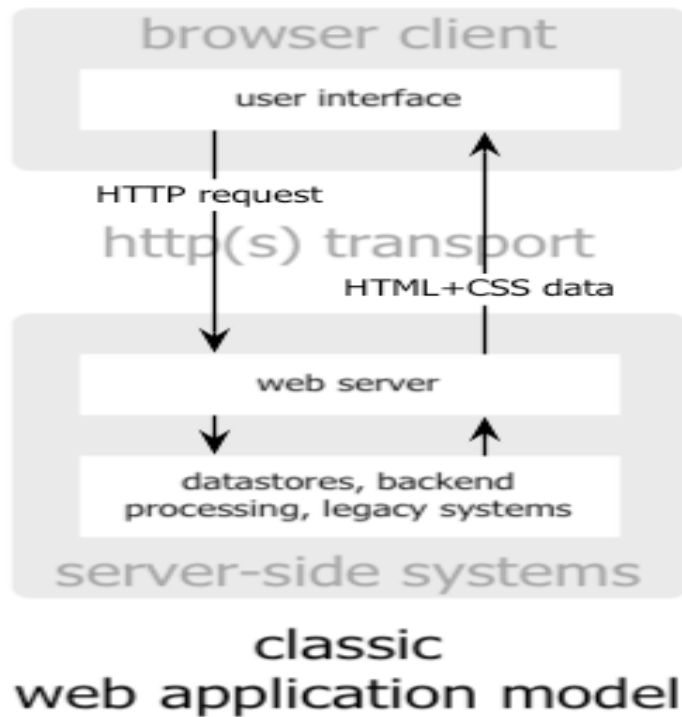 browser client
user interface
HTTP request
http(s) transport
HTML+CSS data
web server
datastores, backend
processing, legacy systems
server-side systems
classic
web application model